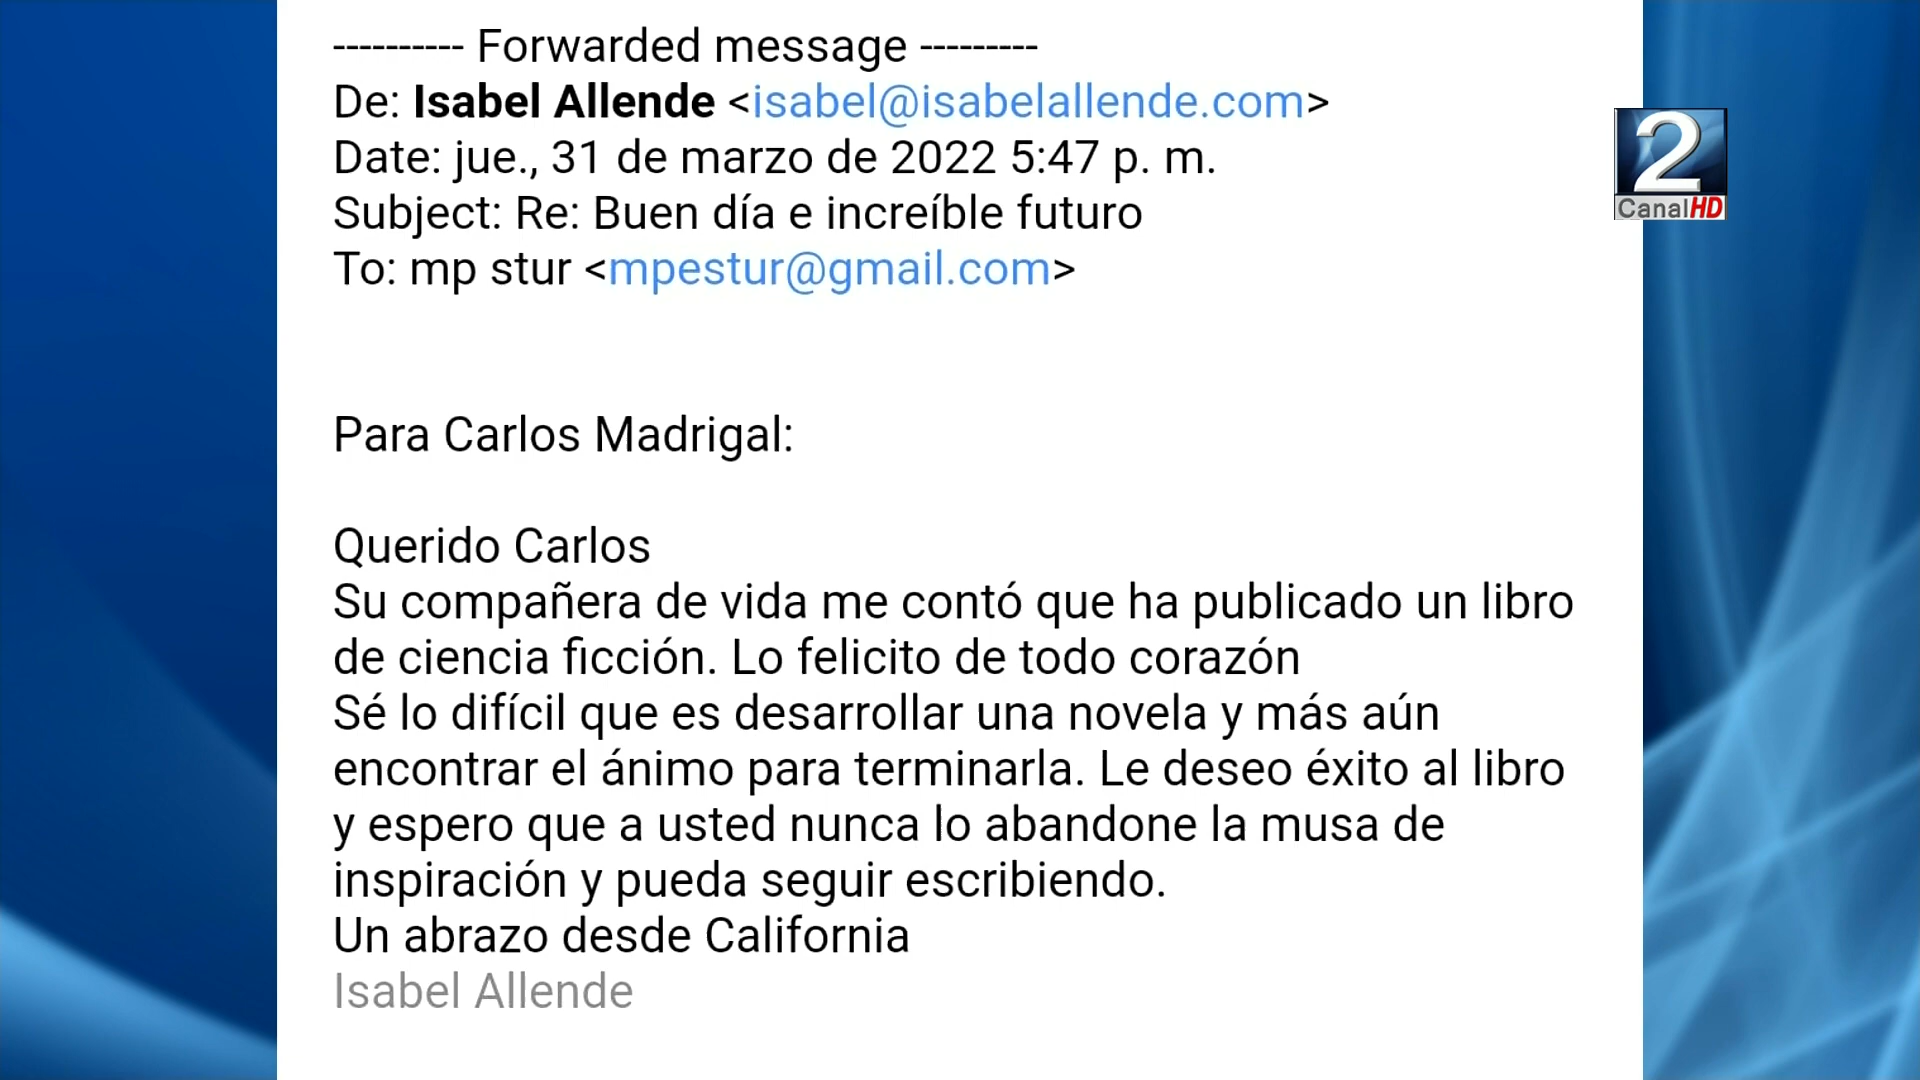 ---------- Forwarded message ---------
De: Isabel Allende <isabel@isabelallende.com>
Date: jue., 31 de marzo de 2022 5:47 p. m.
Subject: Re: Buen día e increíble futuro
To: mp stur <mpestur@gmail.com>
2
CanalHD
Para Carlos Madrigal:
Querido Carlos
Su compañera de vida me contó que ha publicado un libro
de ciencia ficción. Lo felicito de todo corazón
Sé lo difícil que es desarrollar una novela y más aún
encontrar el ánimo para terminarla. Le deseo éxito al libro
y espero que a usted nunca lo abandone la musa de
inspiración y pueda seguir escribiendo.
Un abrazo desde California
Isabel Allende